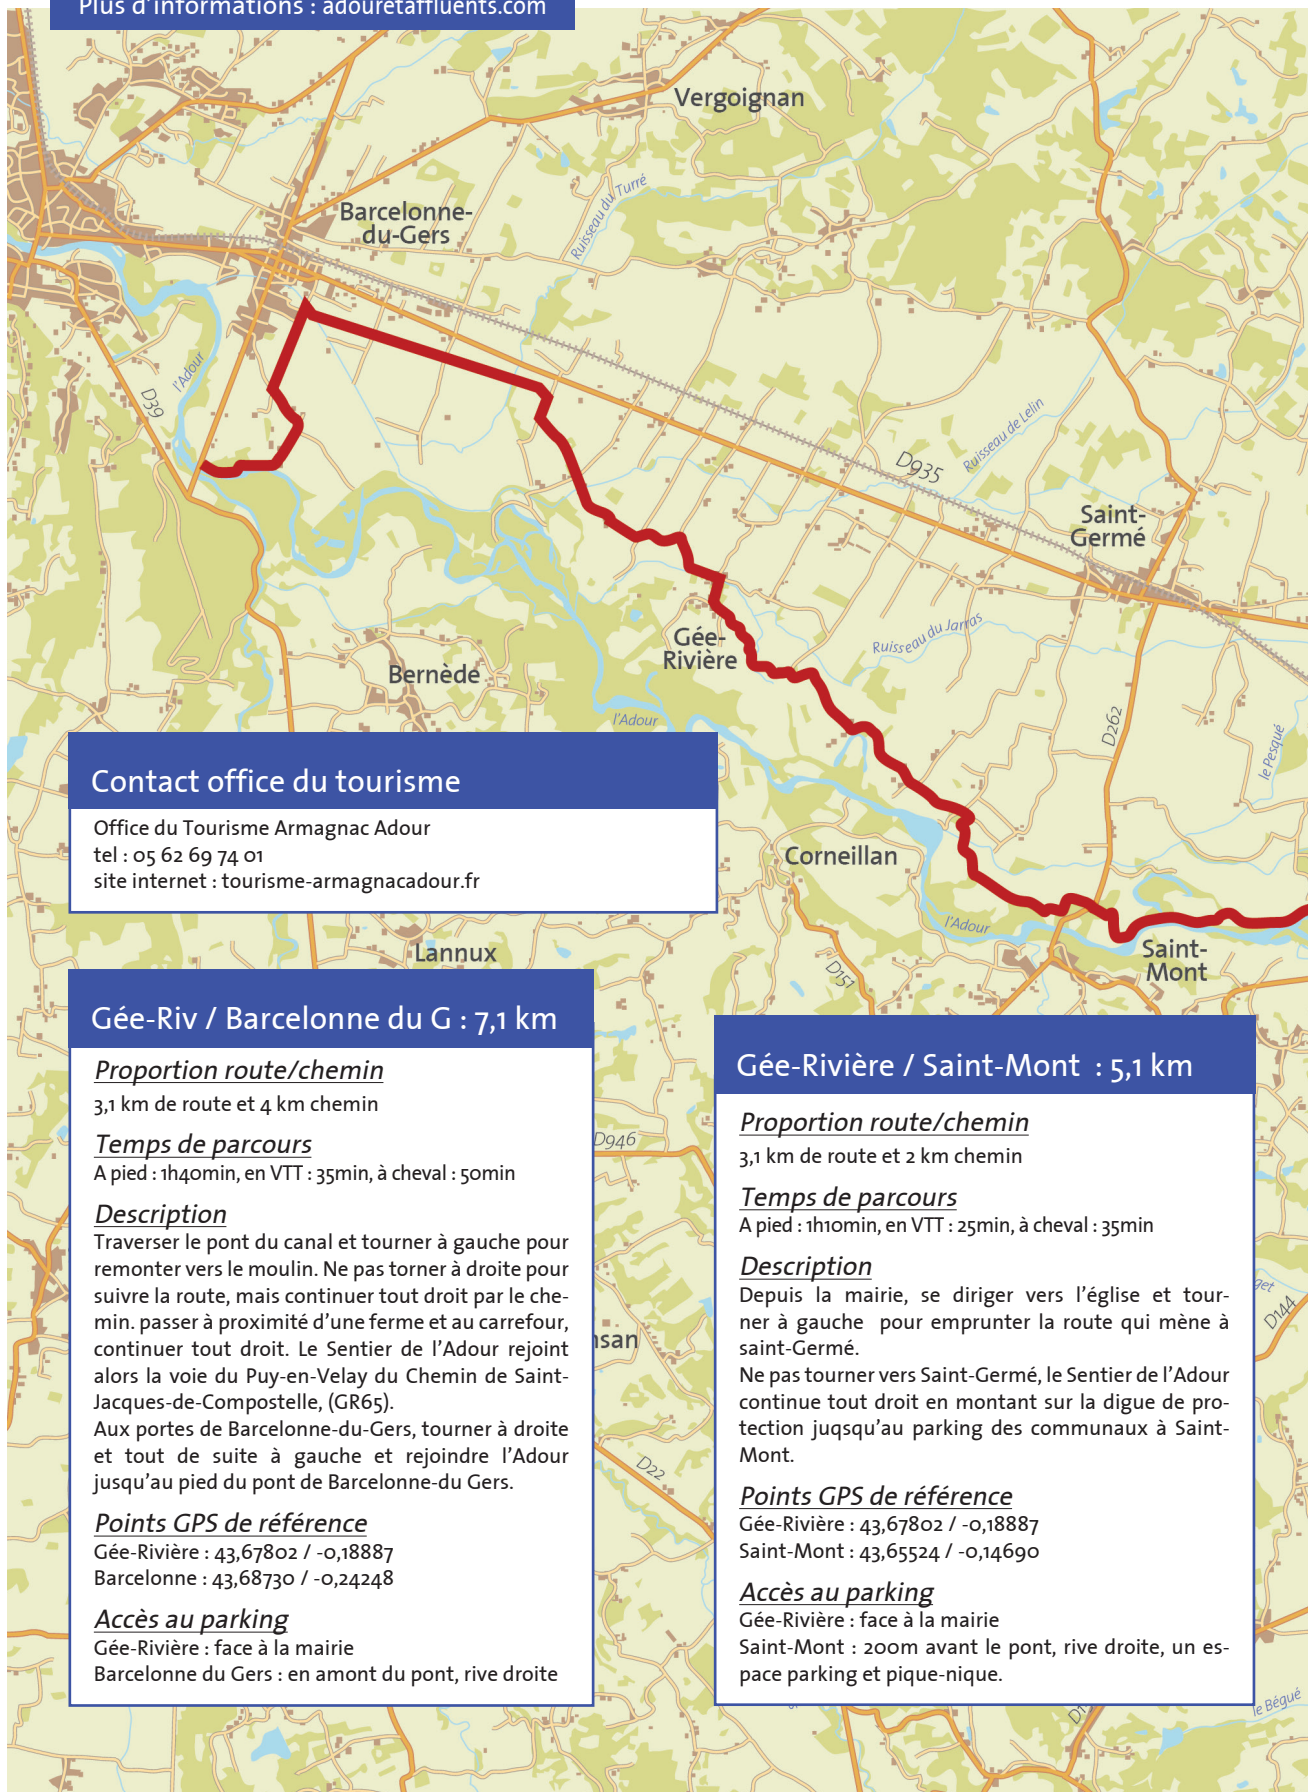 Plus d'informations : adouretaffluents.com
Vergoignan
Ruisseau du Turré
Barcelonne-
du-Gers
l'Adour
D39
Ruisseau de Lelin
D935
Saint-
Germé
Ruisseau du Jarras
Gée-
Rivière
Bernède
l'Adour
D262
le Pesqué
Contact office du tourisme
Office du Tourisme Armagnac Adour
tel : 05 62 69 74 01
site internet : tourisme-armagnacadour.fr
Corneillan
l'Adour
Saint-
Mont
Lannux
D151
Gée-Riv / Barcelonne du G : 7,1 km
Proportion route/chemin
3,1 km de route et 4 km chemin
Temps de parcours
A pied : 1h40min, en VTT : 35min, à cheval : 50min
Description
Traverser le pont du canal et tourner à gauche pour
remonter vers le moulin. Ne pas torner à droite pour
suivre la route, mais continuer tout droit par le che-
min. passer à proximité d'une ferme et au carrefour,
continuer tout droit. Le Sentier de l'Adour rejoint
alors la voie du Puy-en-Velay du Chemin de Saint-
Jacques-de-Compostelle, (GR65).
Aux portes de Barcelonne-du-Gers, tourner à droite
et tout de suite à gauche et rejoindre l'Adour
jusqu'au pied du pont de Barcelonne-du Gers.
Points GPS de référence
Gée-Rivière : 43,67802 / -0,18887
Barcelonne : 43,68730 / -0,24248
Accès au parking
Gée-Rivière : face à la mairie
Barcelonne du Gers : en amont du pont, rive droite
D946
nsan
D22
Gée-Rivière / Saint-Mont : 5,1 km
Proportion route/chemin
3,1 km de route et 2 km chemin
Temps de parcours
A pied : 1h10min, en VTT : 25min, à cheval : 35min
Description
Depuis la mairie, se diriger vers l'église et tour-
ner à gauche pour emprunter la route qui mène à
saint-Germé.
Ne pas tourner vers Saint-Germé, le Sentier de l'Adour
continue tout droit en montant sur la digue de pro-
tection juqsqu'au parking des communaux à Saint-
Mont.
Points GPS de référence
Gée-Rivière : 43,67802 / -0,18887
Saint-Mont : 43,65524 / -0,14690
Accès au parking
Gée-Rivière : face à la mairie
Saint-Mont : 200m avant le pont, rive droite, un es-
pace parking et pique-nique.
get
D144
le Bégué